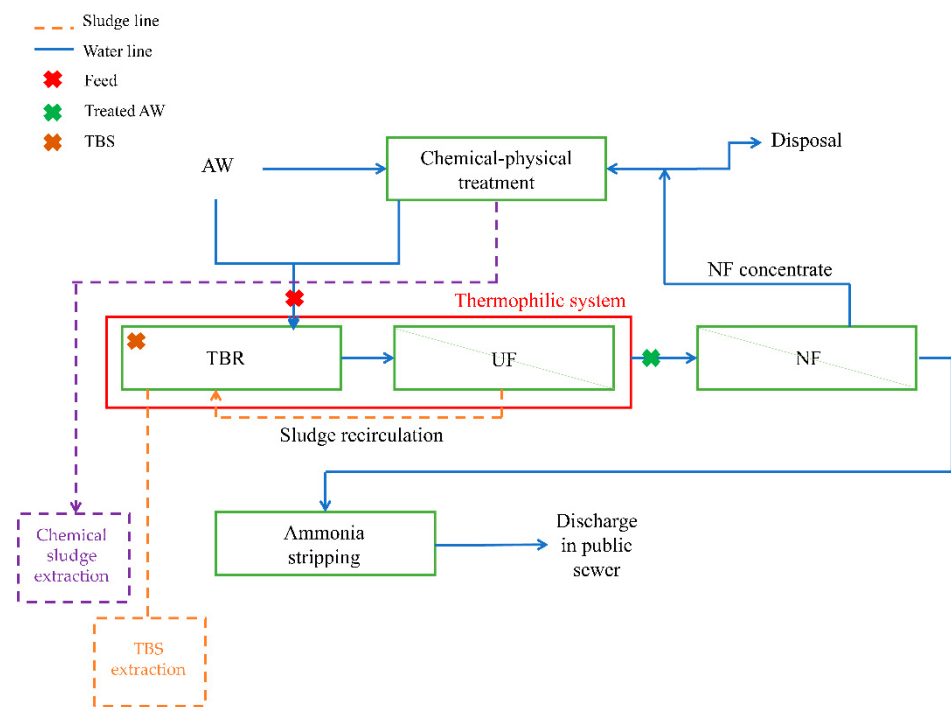 Sludge line
Water line
Feed
Treated AW
TBS
AW
Chemical-physical
treatment
Disposal
NF concentrate
Thermophilic system
TBR
UF
NF
Sludge recirculation
Ammonia
stripping
Discharge
in public
sewer
Chemical
sludge
extraction
TBS
extraction